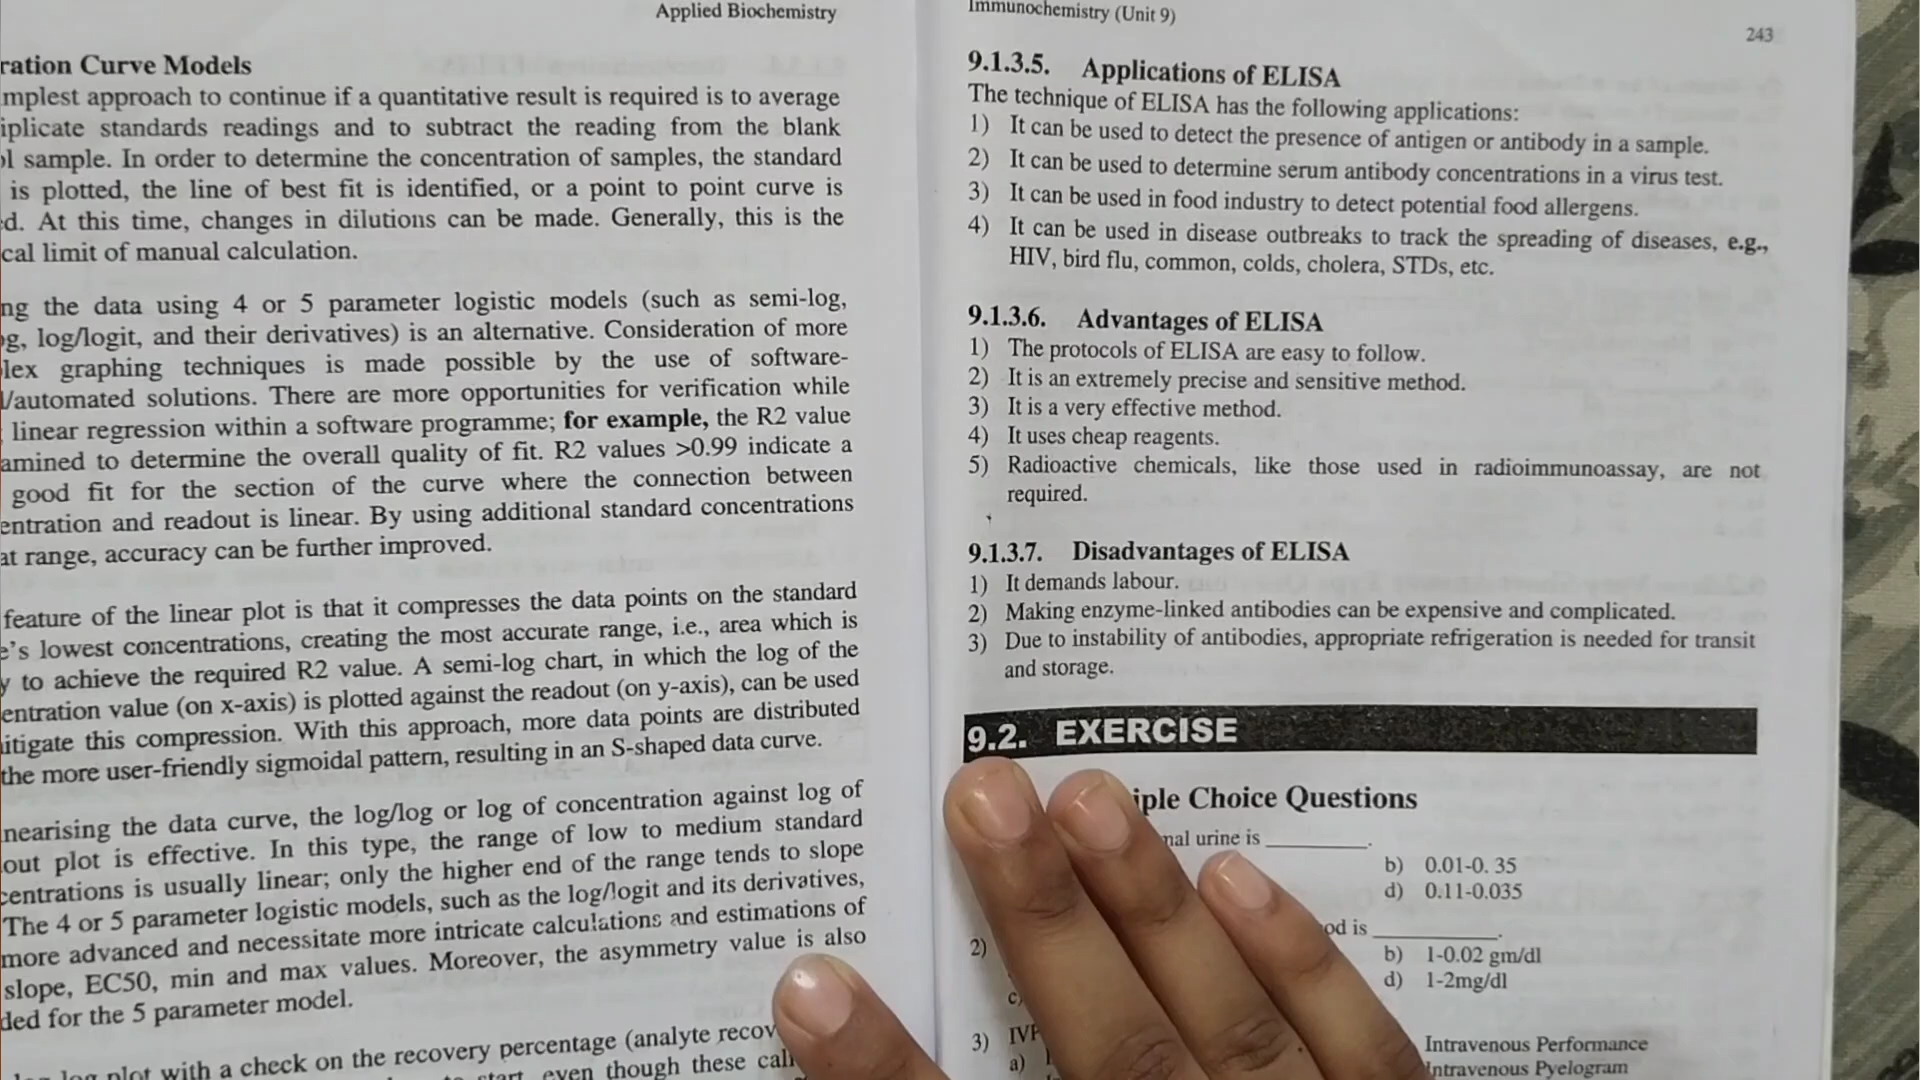 Applied Biochemistry
ration Curve Models
mplest approach to continue if a quantitative result is required is to average
iplicate standards readings and to subtract the reading from the blank
ol sample. In order to determine the concentration of samples, the standard
is plotted, the line of best fit is identified, or a point to point curve is
d. At this time, changes in dilutions can be made. Generally, this is the
cal limit of manual calculation.
ng the data using 4 or 5 parameter logistic models (such as semi-log,
og, log/logit, and their derivatives) is an alternative. Consideration of more
lex graphing techniques is made possible by the use of software-
/automated solutions. There are more opportunities for verification while
linear regression within a software programme; for example, the R2 value
amined to determine the overall quality of fit. R2 values >0.99 indicate a
good fit for the section of the curve where the connection between
entration and readout is linear. By using additional standard concentrations
at range, accuracy can be further improved.
feature of the linear plot is that it compresses the data points on the standard
e's lowest concentrations, creating the most accurate range, i.e., area which is
y to achieve the required R2 value. A semi-log chart, in which the log of the
entration value (on x-axis) is plotted against the readout (on y-axis), can be used
itigate this compression. With this approach, more data points are distributed
the more user-friendly sigmoidal pattern, resulting in an S-shaped data curve.
nearising the data curve, the log/log or log of concentration against log of
out plot is effective. In this type, the range of low to medium standard
centrations is usually linear; only the higher end of the range tends to slope
The 4 or 5 parameter logistic models, such as the log/logit and its derivatives,
more advanced and necessitate more intricate calculations and estimations of
slope, EC50, min and max values. Moreover, the asymmetry value is also
ded for the 5 parameter model.
plot with a check on the recovery percentage (analyte recov
start, even though these cal
Immunochemistry (Unit 9)
243
9.1.3.5. Applications of ELISA
The technique of ELISA has the following applications:
1) It can be used to detect the presence of antigen or antibody in a sample.
2) It can be used to determine serum antibody concentrations in a virus test.
3) It can be used in food industry to detect potential food allergens.
4) It can be used in disease outbreaks to track the spreading of diseases, e.g.,
HIV, bird flu, common, colds, cholera, STDs, etc.
9.1.3.6. Advantages of ELISA
1) The protocols of ELISA are easy to follow.
2) It is an extremely precise and sensitive method.
3) It is a very effective method.
4) It uses cheap reagents.
5) Radioactive chemicals, like those used in radioimmunoassay, are not
required.
9.1.3.7. Disadvantages of ELISA
1) It demands labour.
2) Making enzyme-linked antibodies can be expensive and complicated.
3) Due to instability of antibodies, appropriate refrigeration is needed for transit
and storage.
9.2. EXERCISE
iple Choice Questions
nal urine is __________.
b) 0.01-0. 35
d) 0.11-0.035
2) od is ____________.
b) 1-0.02 gm/dl
c) d) 1-2mg/dl
3) IVP
a) Intravenous Performance
Intravenous Pyelogram